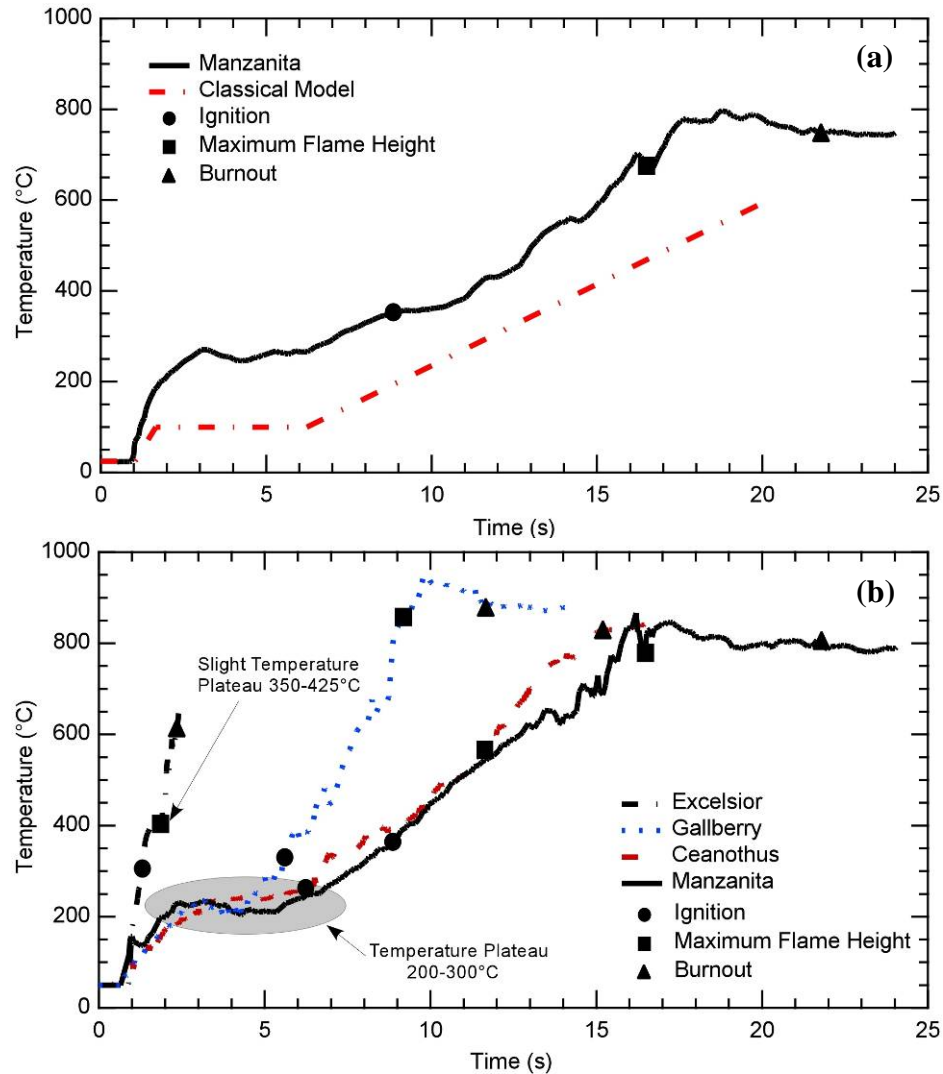 (a)
Manzanita
Classical Model
Ignition
Maximum Flame Height
Burnout
1000
800
600
400
200
0
Temperature (°C)
0 5 10 15 20 25
Time (s)
(b)
1000
800
600
400
200
0
Temperature (°C)
Slight Temperature
Plateau 350-425°C
Temperature Plateau
200-300°C
Excelsior
Gallberry
Ceanothus
Manzanita
Ignition
Maximum Flame Height
Burnout
0 5 10 15 20 25
Time (s)